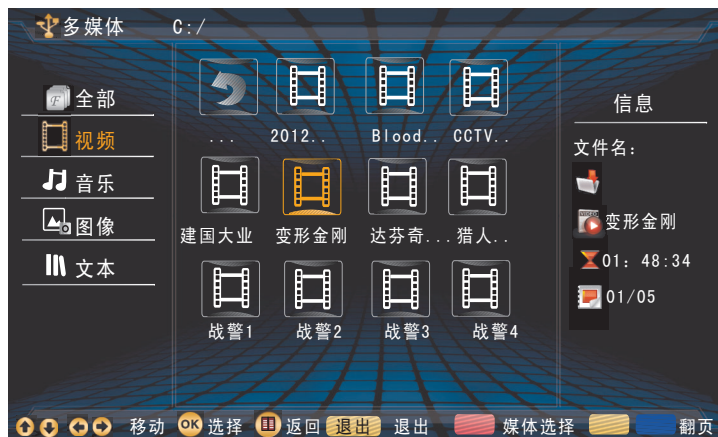 多媒体 C:/
全部
视频
音乐
图像
文本
... 2012.. Blood.. CCTV..
建国大业 变形金刚 达芬奇... 猎人..
战警1 战警2 战警3 战警4
信息
文件名：
VIDEO 变形金刚
01：48:34
01/05
移动 OK 选择 返回 退出 退出 媒体选择 翻页